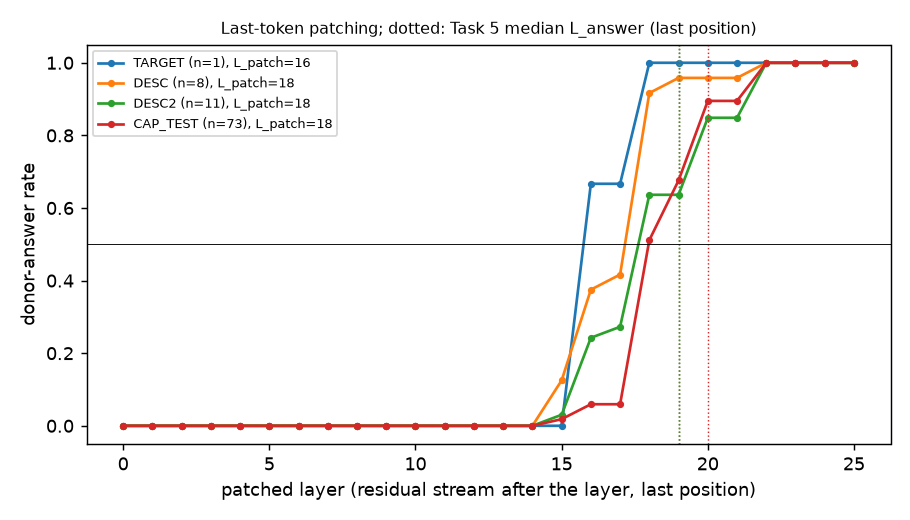 Last-token patching; dotted: Task 5 median L_answer (last position)
TARGET (n=1), L_patch=16
DESC (n=8), L_patch=18
DESC2 (n=11), L_patch=18
CAP_TEST (n=73), L_patch=18
donor-answer rate
1.0
0.8
0.6
0.4
0.2
0.0
0 5 10 15 20 25
patched layer (residual stream after the layer, last position)